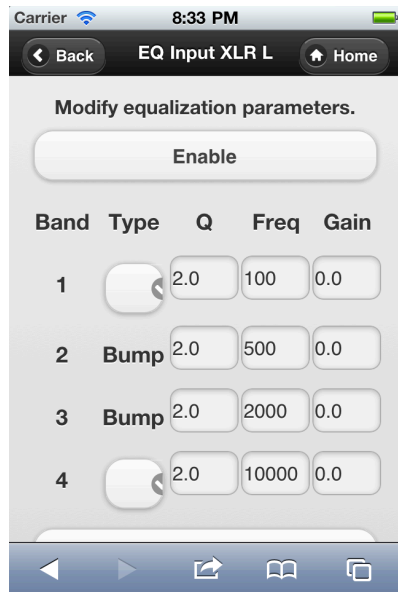 Carrier 8:33 PM
Back EQ Input XLR L Home
Modify equalization parameters.
Enable
Band Type Q Freq Gain
1 2.0 100 0.0
2 Bump 2.0 500 0.0
3 Bump 2.0 2000 0.0
4 2.0 10000 0.0